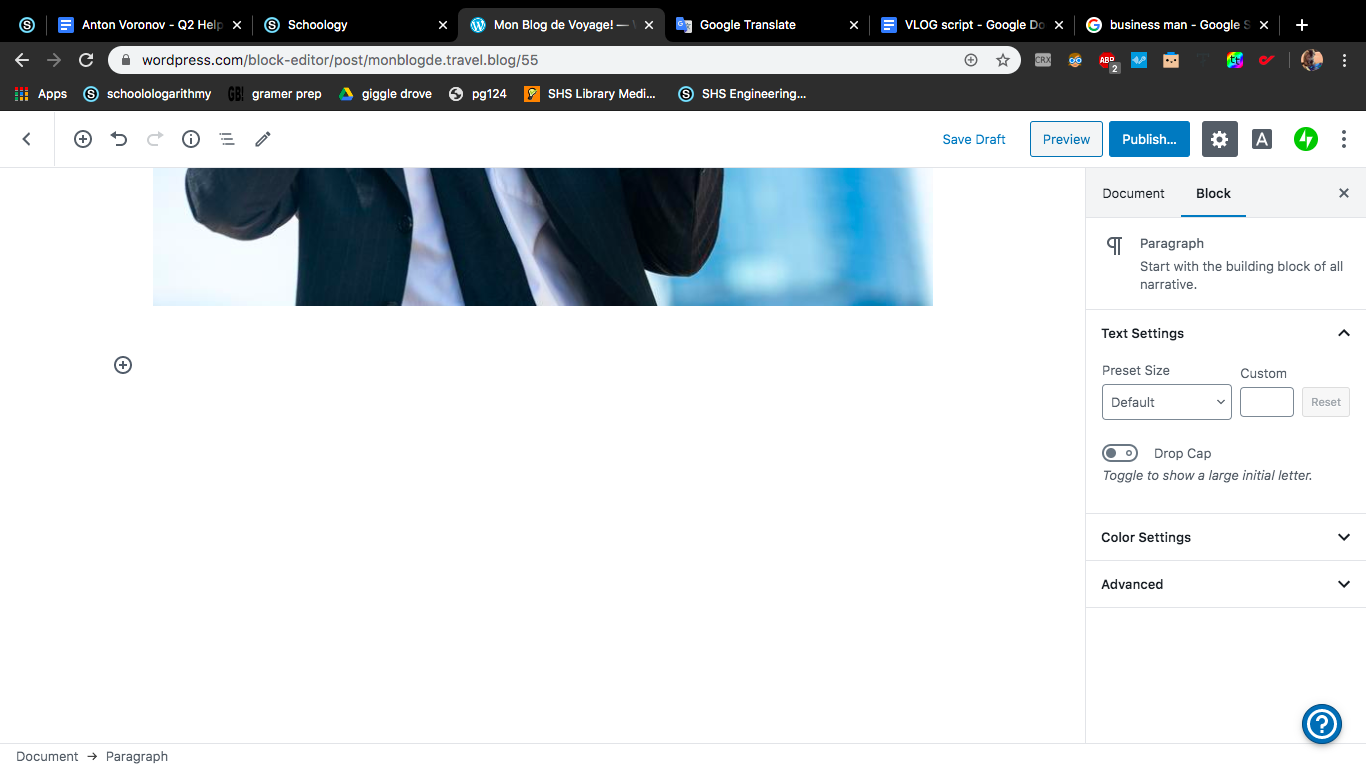 Anton Voronov - Q2 Help
Schoology
Mon Blog de Voyage! —
Google Translate
VLOG script - Google Do
business man - Google S
wordpress.com/block-editor/post/monblogde.travel.blog/55
CRX
ABP
2
Apps
schoolologarithmy
GB!
gramer prep
giggle drove
pg124
SHS Library Medi...
SHS Engineering...
Save Draft
Preview
Publish...
A
Document
Block
Paragraph
Start with the building block of all
narrative.
Text Settings
Preset Size
Custom
Default
Reset
Drop Cap
Toggle to show a large initial letter.
Color Settings
Advanced
Document → Paragraph